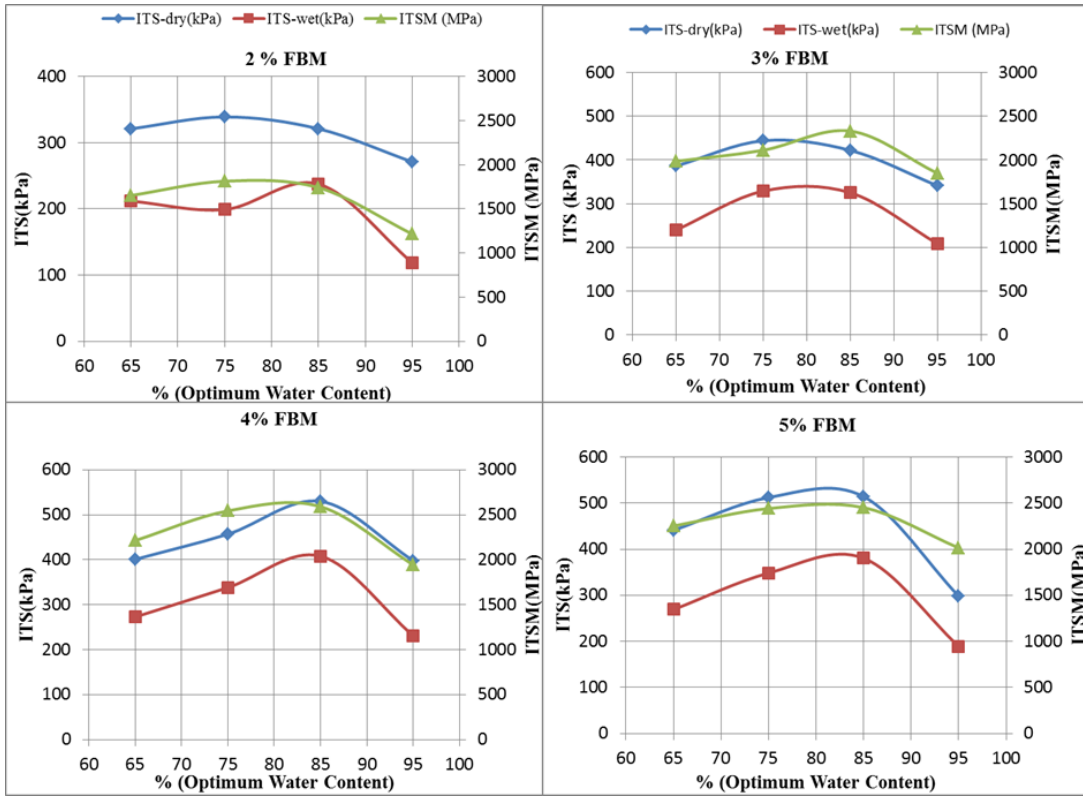 ITS-dry(kPa) ITS-wet(kPa) ITSM (MPa)
2 % FBM
400 3000
300 2500
200 2000
100 1500
0 1000
500
0
ITS(kPa)
ITSM (MPa)
60 65 70 75 80 85 90 95 100
% (Optimum Water Content)
ITS-dry(kPa) ITS-wet(kPa) ITSM (MPa)
3% FBM
600 3000
500 2500
400 2000
300 1500
200 1000
100 500
0 0
ITS (kPa)
ITSM(MPa)
60 65 70 75 80 85 90 95 100
% (Optimum Water Content)
4% FBM
600 3000
500 2500
400 2000
300 1500
200 1000
100 500
0 0
ITS(kPa)
ITSM(MPa)
60 65 70 75 80 85 90 95 100
% (Optimum Water Content)
5% FBM
600 3000
500 2500
400 2000
300 1500
200 1000
100 500
0 0
ITS(kPa)
ITSM(MPa)
60 65 70 75 80 85 90 95 100
% (Optimum Water Content)